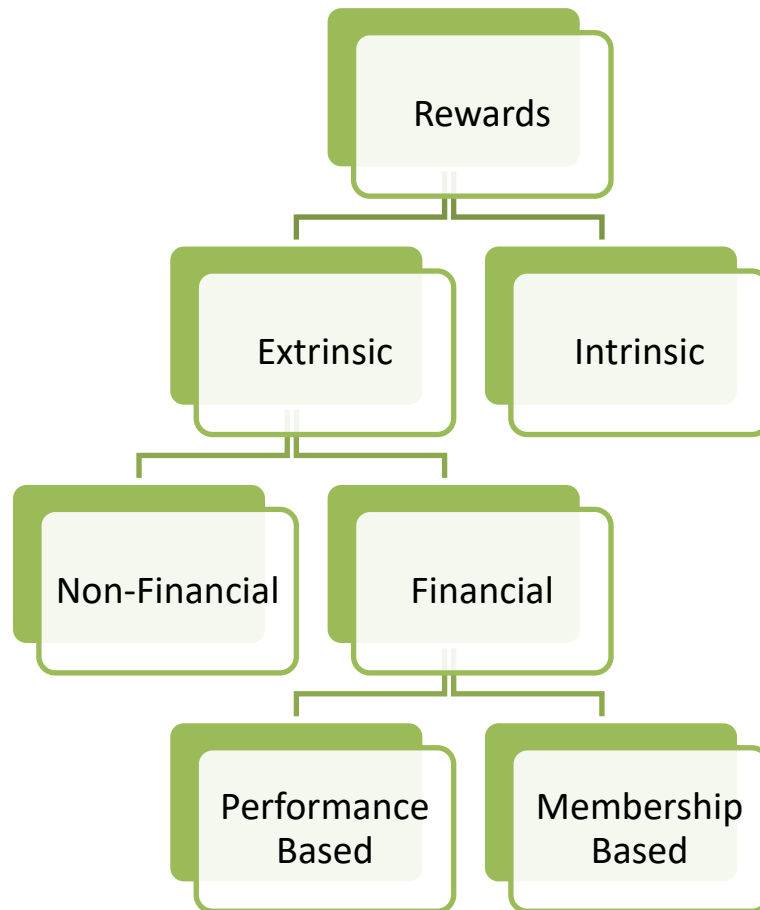 Rewards
Extrinsic
Intrinsic
Non-Financial
Financial
Performance
Based
Membership
Based